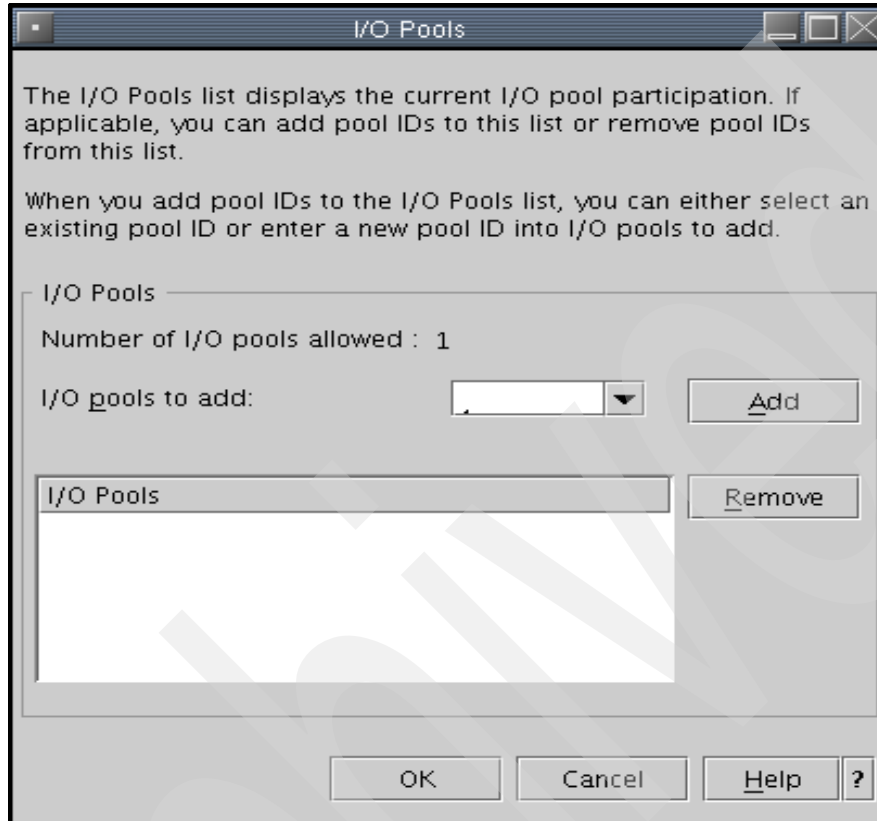 I/O Pools
The I/O Pools list displays the current I/O pool participation. If
applicable, you can add pool IDs to this list or remove pool IDs
from this list.
When you add pool IDs to the I/O Pools list, you can either select an
existing pool ID or enter a new pool ID into I/O pools to add.
I/O Pools
Number of I/O pools allowed : 1
I/O pools to add:
Add
I/O Pools
Remove
OK Cancel Help ?